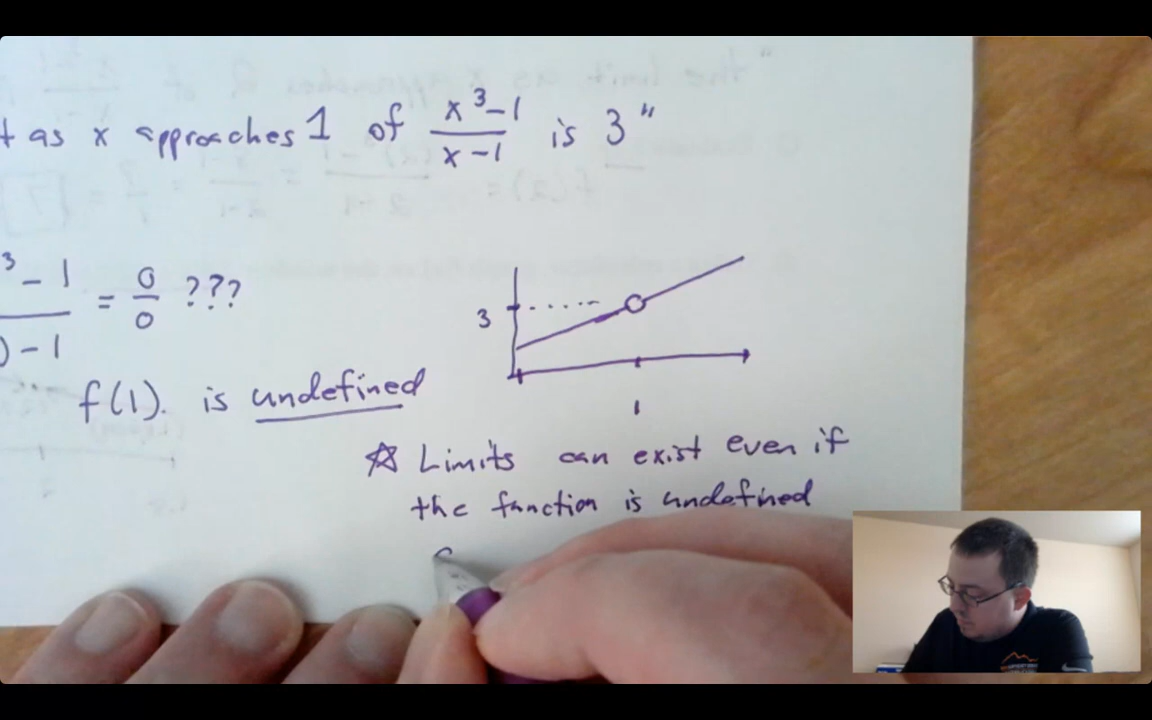 as x approaches 1 of x³-1 / x-1 is 3"
³-1 / )-1 = 0/0 ???
3
1
f(1). is undefined
☆ Limits can exist even if
the function is undefined